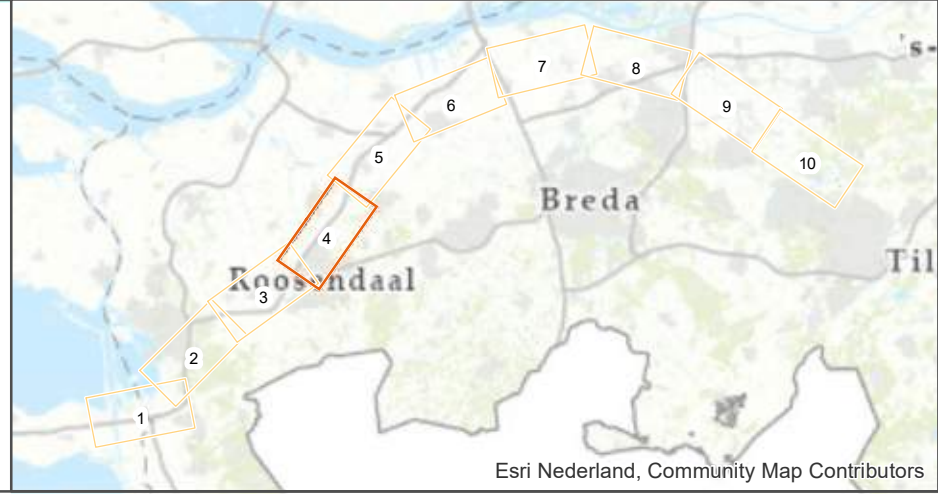 's-
7
8
6
9
5
10
Breda
4
Til
Roosendaal
3
2
1
Esri Nederland, Community Map Contributors